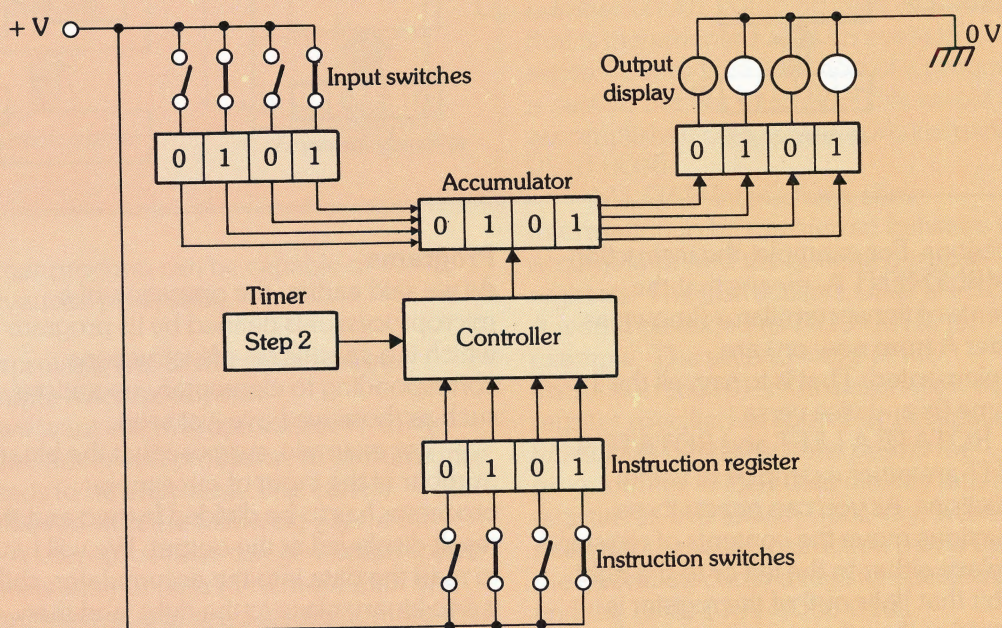 + V
0 V
Input switches
Output
display
0 1 0 1
0 1 0 1
Accumulator
0 1 0 1
Timer
Step 2
Controller
0 1 0 1
Instruction register
Instruction switches